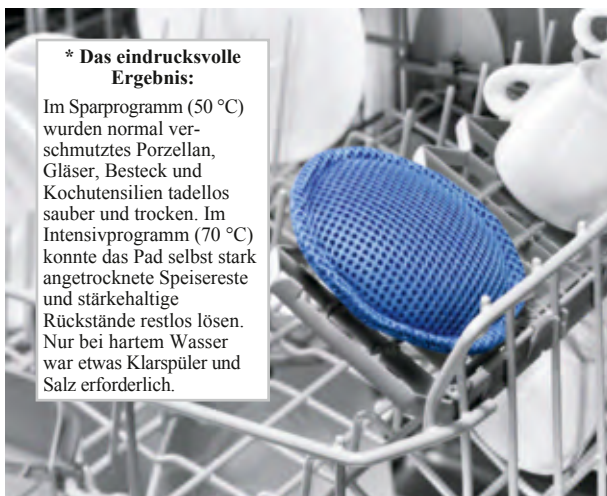 * Das eindrucksvolle
Ergebnis:
Im Sparprogramm (50 °C)
wurden normal ver-
schmutztes Porzellan,
Gläser, Besteck und
Kochutensilien tadellos
sauber und trocken. Im
Intensivprogramm (70 °C)
konnte das Pad selbst stark
angetrocknete Speisereste
und stärkehaltige
Rückstände restlos lösen.
Nur bei hartem Wasser
war etwas Klarspüler und
Salz erforderlich.